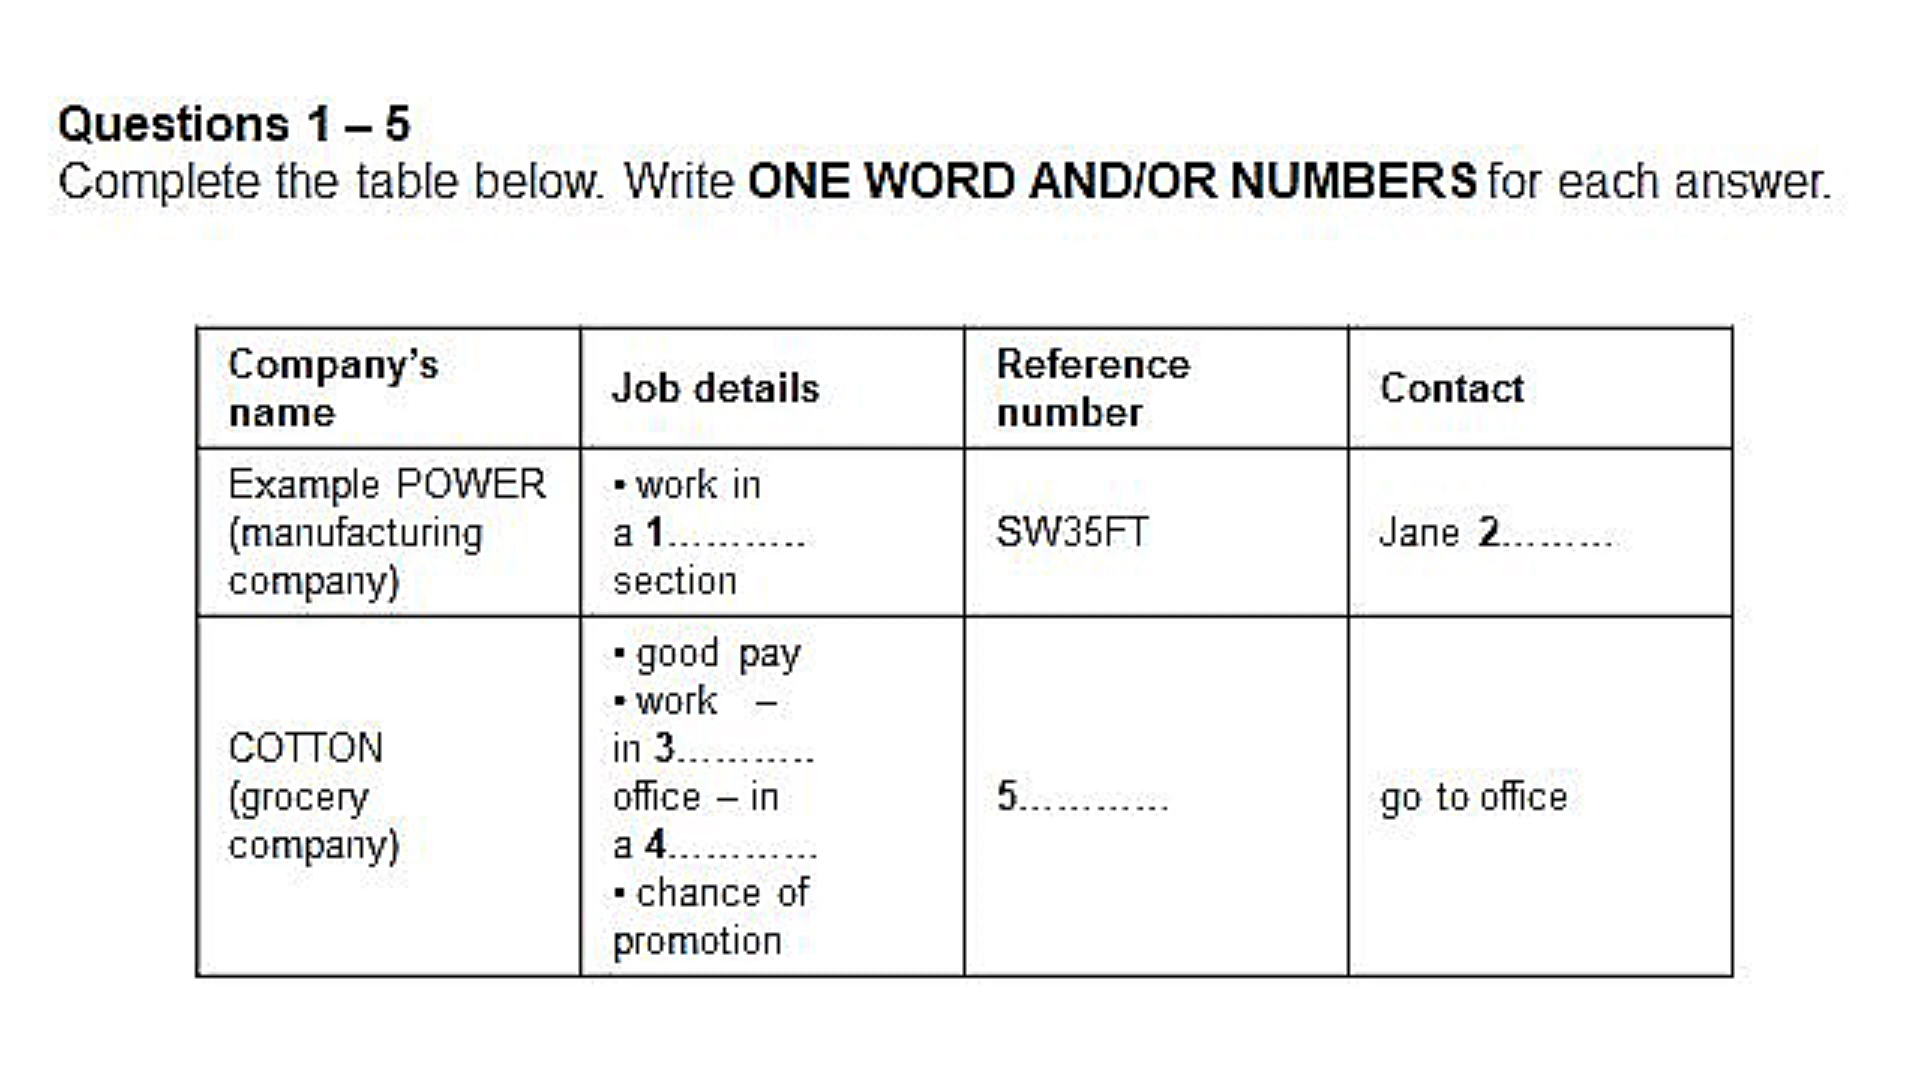 Questions 1 – 5
Complete the table below. Write ONE WORD AND/OR NUMBERS for each answer.
Company's name
Job details
Reference number
Contact
Example POWER
(manufacturing
company)
▪ work in
a 1………….
section
SW35FT
Jane 2………
COTTON
(grocery
company)
▪ good pay
▪ work –
in 3………….
office – in
a 4………….
▪ chance of
promotion
5………….
go to office